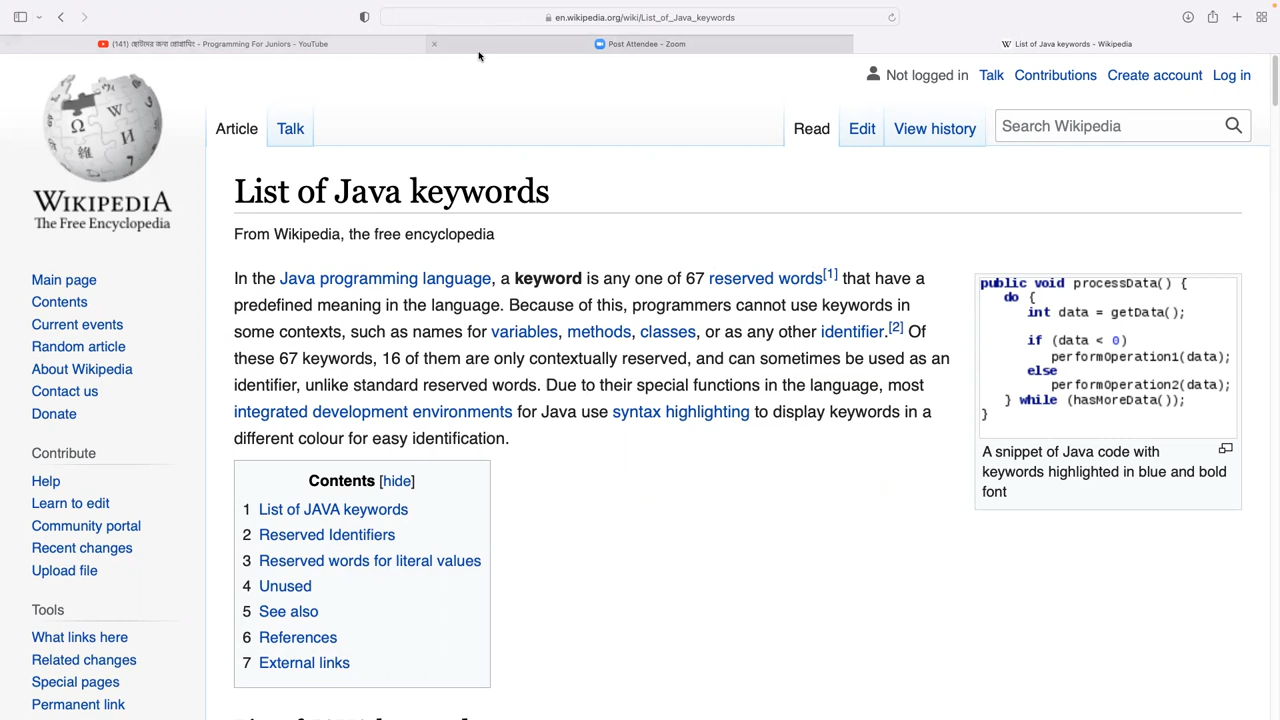 en.wikipedia.org/wiki/List_of_Java_keywords
(141) ছোটদের জন্য প্রোগ্রামিং - Programming For Juniors - YouTube
Post Attendee - Zoom
List of Java keywords - Wikipedia
Not logged in Talk Contributions Create account Log in
Article Talk Read Edit View history Search Wikipedia
WIKIPEDIA
The Free Encyclopedia
Main page
Contents
Current events
Random article
About Wikipedia
Contact us
Donate
Contribute
Help
Learn to edit
Community portal
Recent changes
Upload file
Tools
What links here
Related changes
Special pages
Permanent link
List of Java keywords
From Wikipedia, the free encyclopedia
In the Java programming language, a keyword is any one of 67 reserved words[1] that have a
predefined meaning in the language. Because of this, programmers cannot use keywords in
some contexts, such as names for variables, methods, classes, or as any other identifier.[2] Of
these 67 keywords, 16 of them are only contextually reserved, and can sometimes be used as an
identifier, unlike standard reserved words. Due to their special functions in the language, most
integrated development environments for Java use syntax highlighting to display keywords in a
different colour for easy identification.
Contents [hide]
1 List of JAVA keywords
2 Reserved Identifiers
3 Reserved words for literal values
4 Unused
5 See also
6 References
7 External links
public void processData() {
do {
int data = getData();
if (data < 0)
performOperation1(data);
else
performOperation2(data);
} while (hasMoreData());
}
A snippet of Java code with
keywords highlighted in blue and bold
font